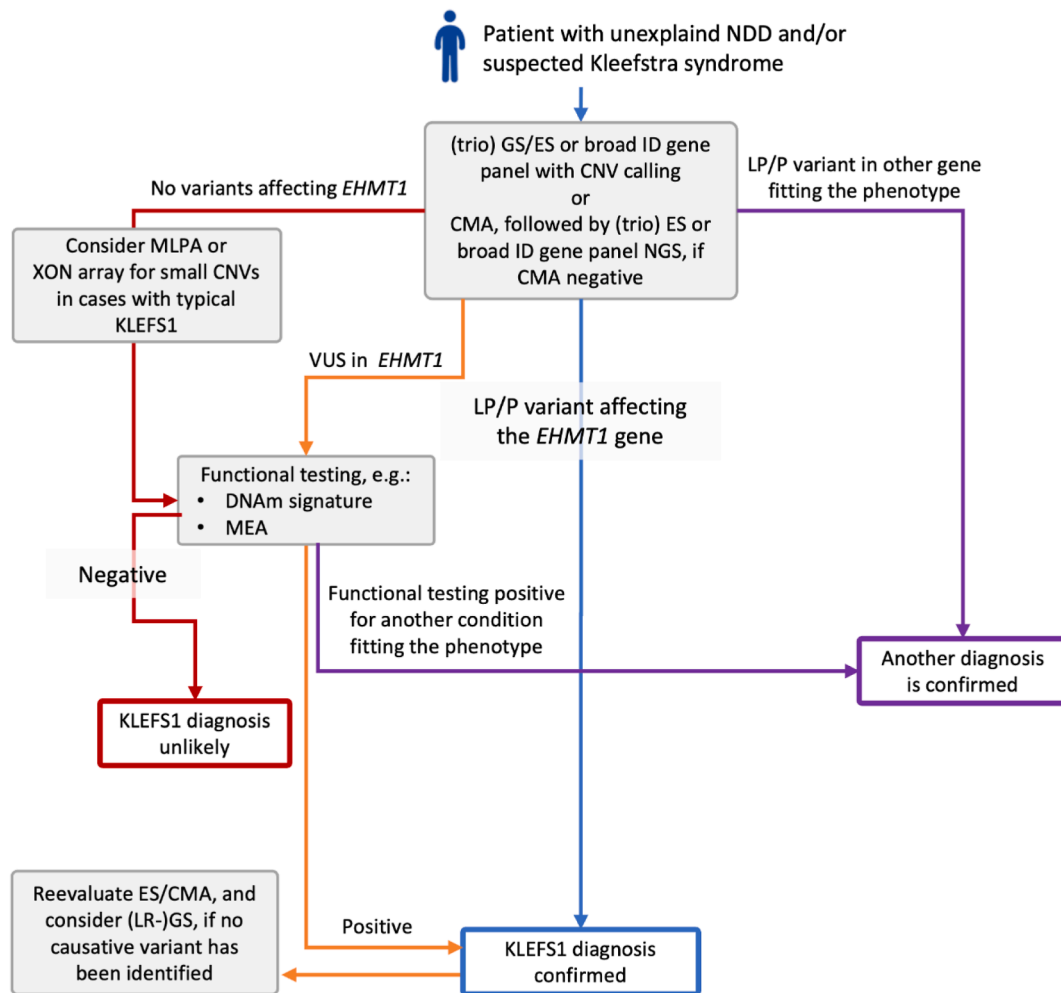 Patient with unexplaind NDD and/or
suspected Kleefstra syndrome
(trio) GS/ES or broad ID gene
panel with CNV calling
or
CMA, followed by (trio) ES or
broad ID gene panel NGS, if
CMA negative
No variants affecting EHMT1
LP/P variant in other gene
fitting the phenotype
Consider MLPA or
XON array for small CNVs
in cases with typical
KLEFS1
VUS in EHMT1
LP/P variant affecting
the EHMT1 gene
Functional testing, e.g.:
• DNAm signature
• MEA
Negative
Functional testing positive
for another condition
fitting the phenotype
Another diagnosis
is confirmed
KLEFS1 diagnosis
unlikely
Reevaluate ES/CMA, and
consider (LR-)GS, if no
causative variant has
been identified
Positive
KLEFS1 diagnosis
confirmed